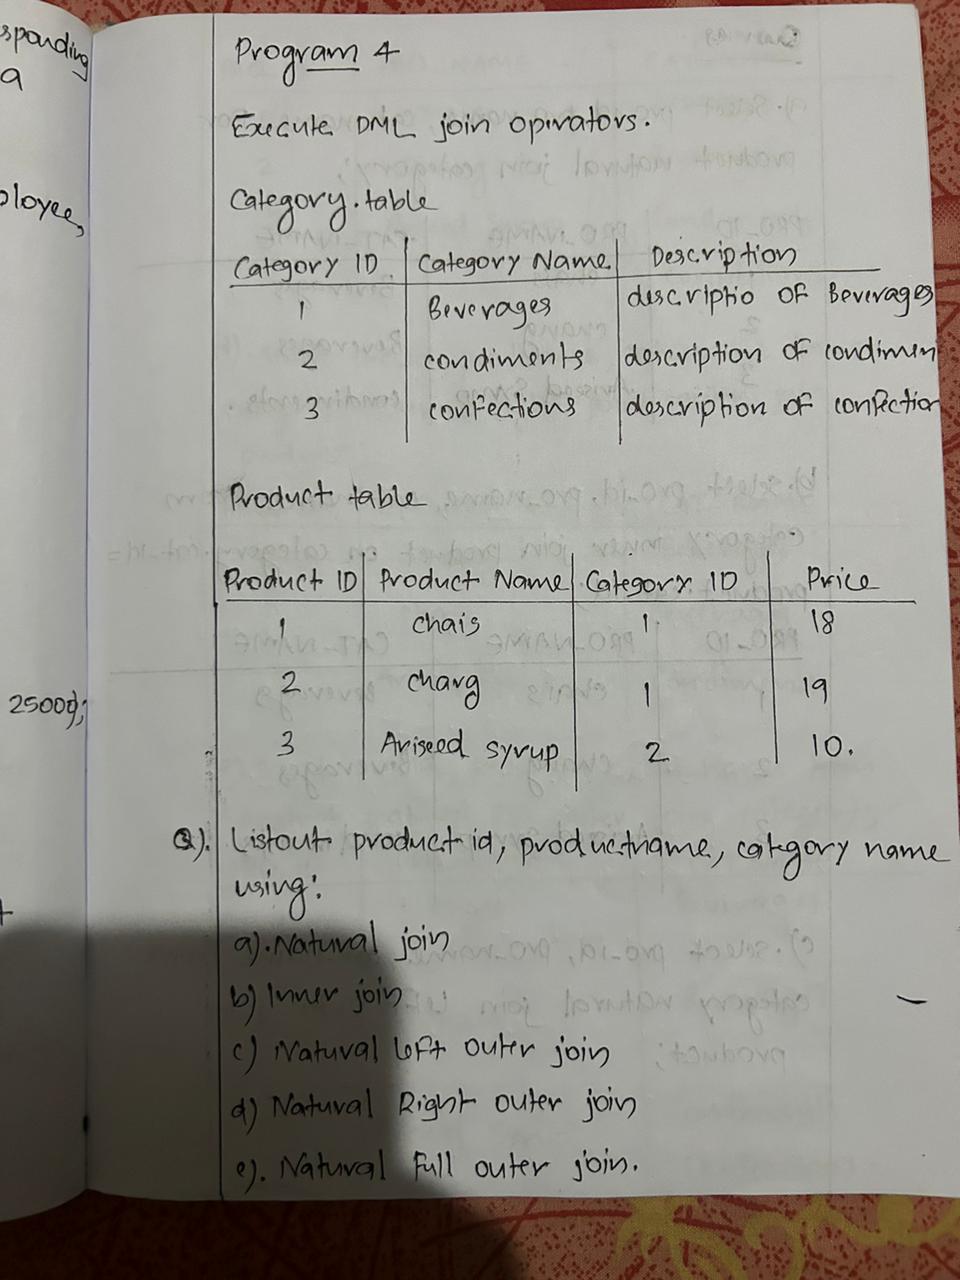 sponding
a
ployee,
25000;
Program 4
Execute DML join operators.
Category table
Category ID Category Name Description
1 Beverages descriptio OF Beverages
2 condiments description OF condimen
3 confections description OF confection
Product table
Product ID Product Name Category ID Price
1 chais 1 18
2 charg 1 19
3 Ariseed syrup 2 10.
Q). Listout product id, productname, category name
using:
a). Natural join
b) Inner join
c) Natural left outer join
d) Natural Right outer join
e). Natural Full outer join.